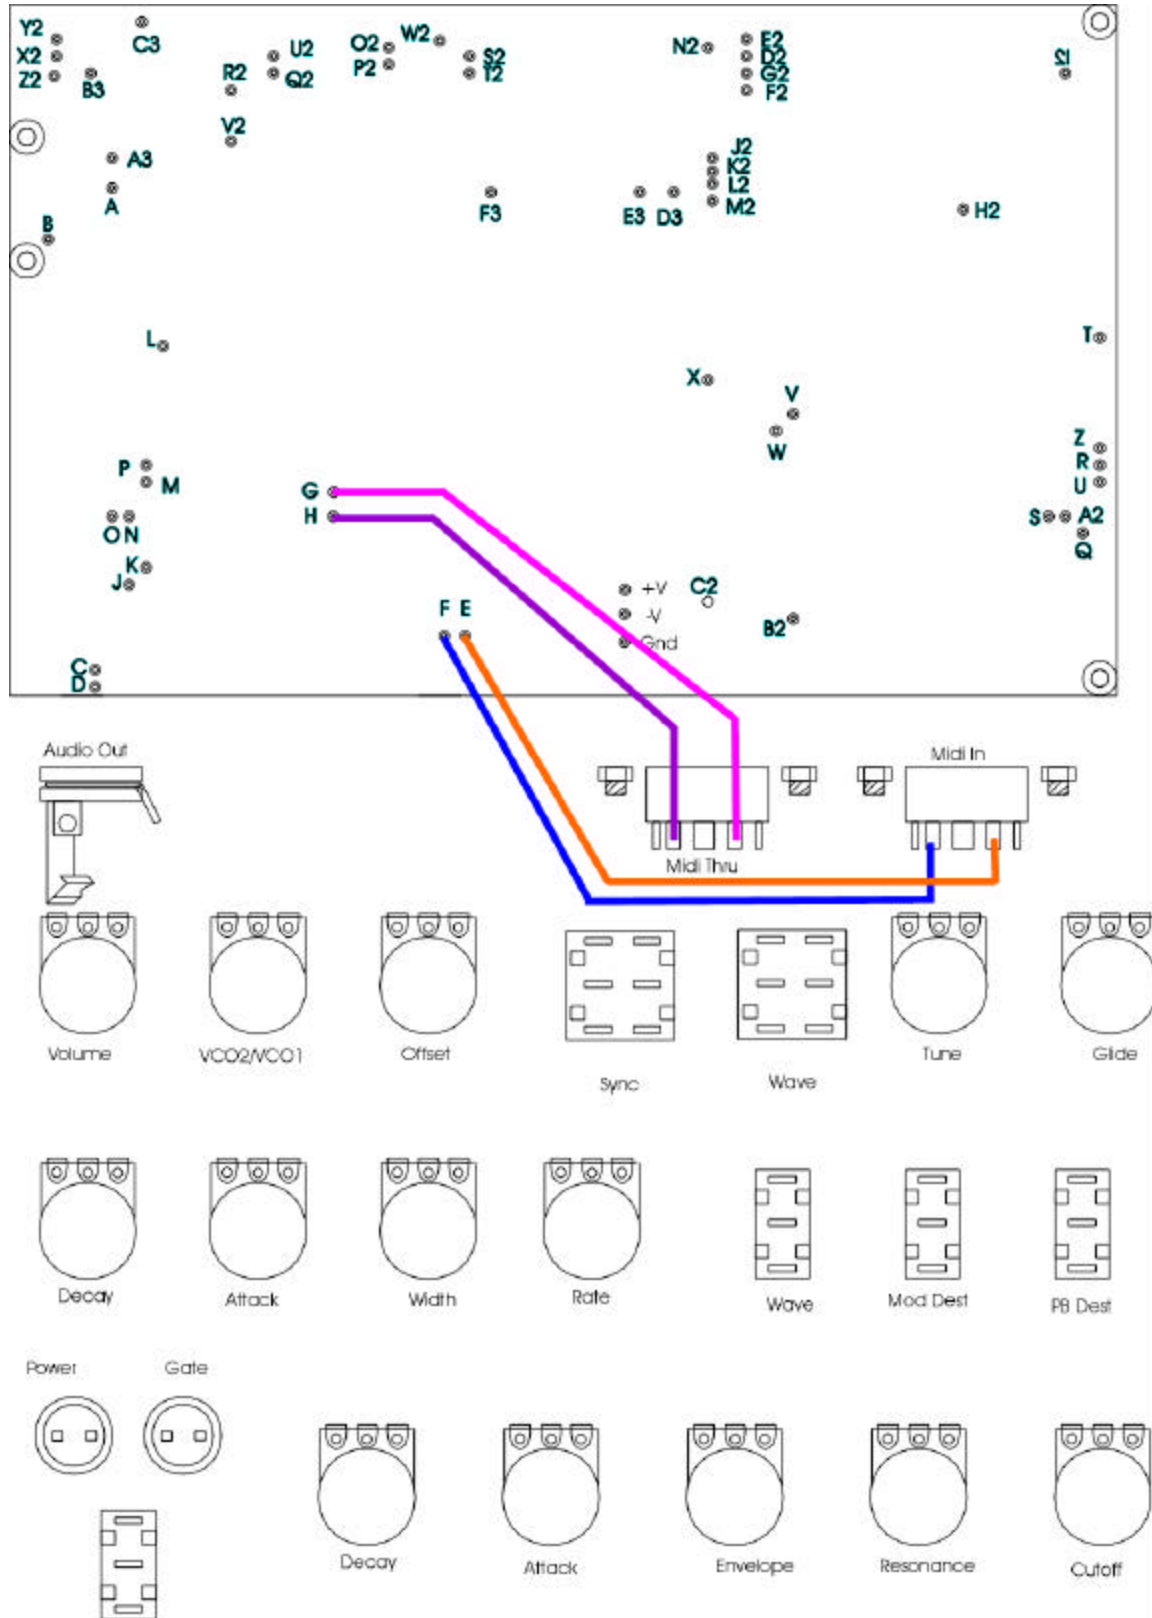 Y2
C3
X2
Z2
B3
R2
U2
Q2
O2
P2
W2
S2
T2
N2
E2
D2
G2
F2
V2
A3
A
B
F3
E3
D3
J2
K2
L2
M2
H2
L
X
V
W
T
P
M
G
H
Z
R
U
O N
S
A2
Q
K
J
F E
+V
-V
Gnd
C2
B2
C
D
Audio Out
Midi Thru
Midi In
Volume
VCO2/VCO1
Offset
Sync
Wave
Tune
Glide
Decay
Attack
Width
Rate
Wave
Mod Dest
PB Dest
Power
Gate
Decay
Attack
Envelope
Resonance
Cutoff